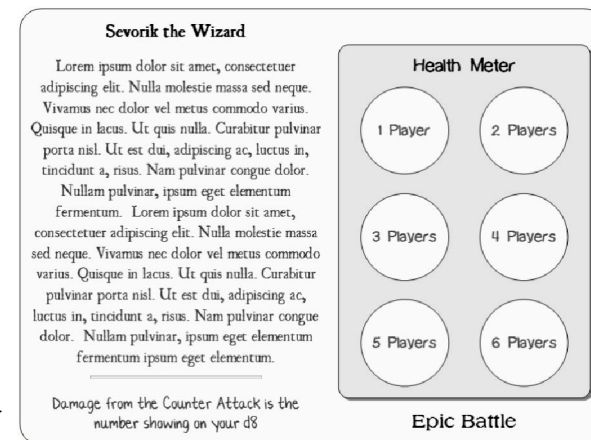 Sevorik the Wizard
Lorem ipsum dolor sit amet, consectetuer
adipiscing elit. Nulla molestie massa sed neque.
Vivamus nec dolor vel metus commodo varius.
Quisque in lacus. Ut quis nulla. Curabitur pulvinar
porta nisl. Ut est dui, adipiscing ac, luctus in,
tincidunt a, risus. Nam pulvinar congue dolor.
Nullam pulvinar, ipsum eget elementum
fermentum. Lorem ipsum dolor sit amet,
consectetuer adipiscing elit. Nulla molestie massa
sed neque. Vivamus nec dolor vel metus commodo
varius. Quisque in lacus. Ut quis nulla. Curabitur
pulvinar porta nisl. Ut est dui, adipiscing ac,
luctus in, tincidunt a, risus. Nam pulvinar congue
dolor. Nullam pulvinar, ipsum eget elementum
fermentum ipsum eget elementum.
Damage from the Counter Attack is the
number showing on your d8
Health Meter
1 Player
2 Players
3 Players
4 Players
5 Players
6 Players
Epic Battle